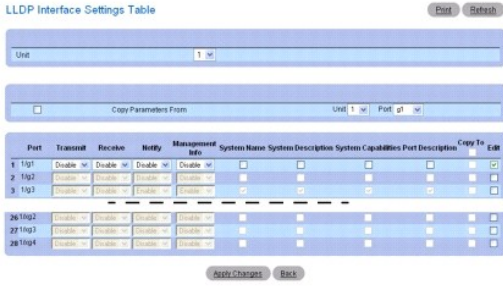 LLDP Interface Settings Table
Print Refresh
Unit 1
Copy Parameters From Unit 1 Port g1
Port Transmit Receive Notify Management Info System Name System Description System Capabilities Port Description Copy To Edit
1 1/g1 Disable Disable Disable Disable
2 1/g2 Disable Disable Disable Disable
3 1/g3 Disable Disable Disable Enable
26 1/xg2 Disable Disable Disable Disable
27 1/xg3 Disable Disable Disable Disable
28 1/xg4 Disable Disable Disable Disable
Apply Changes Back